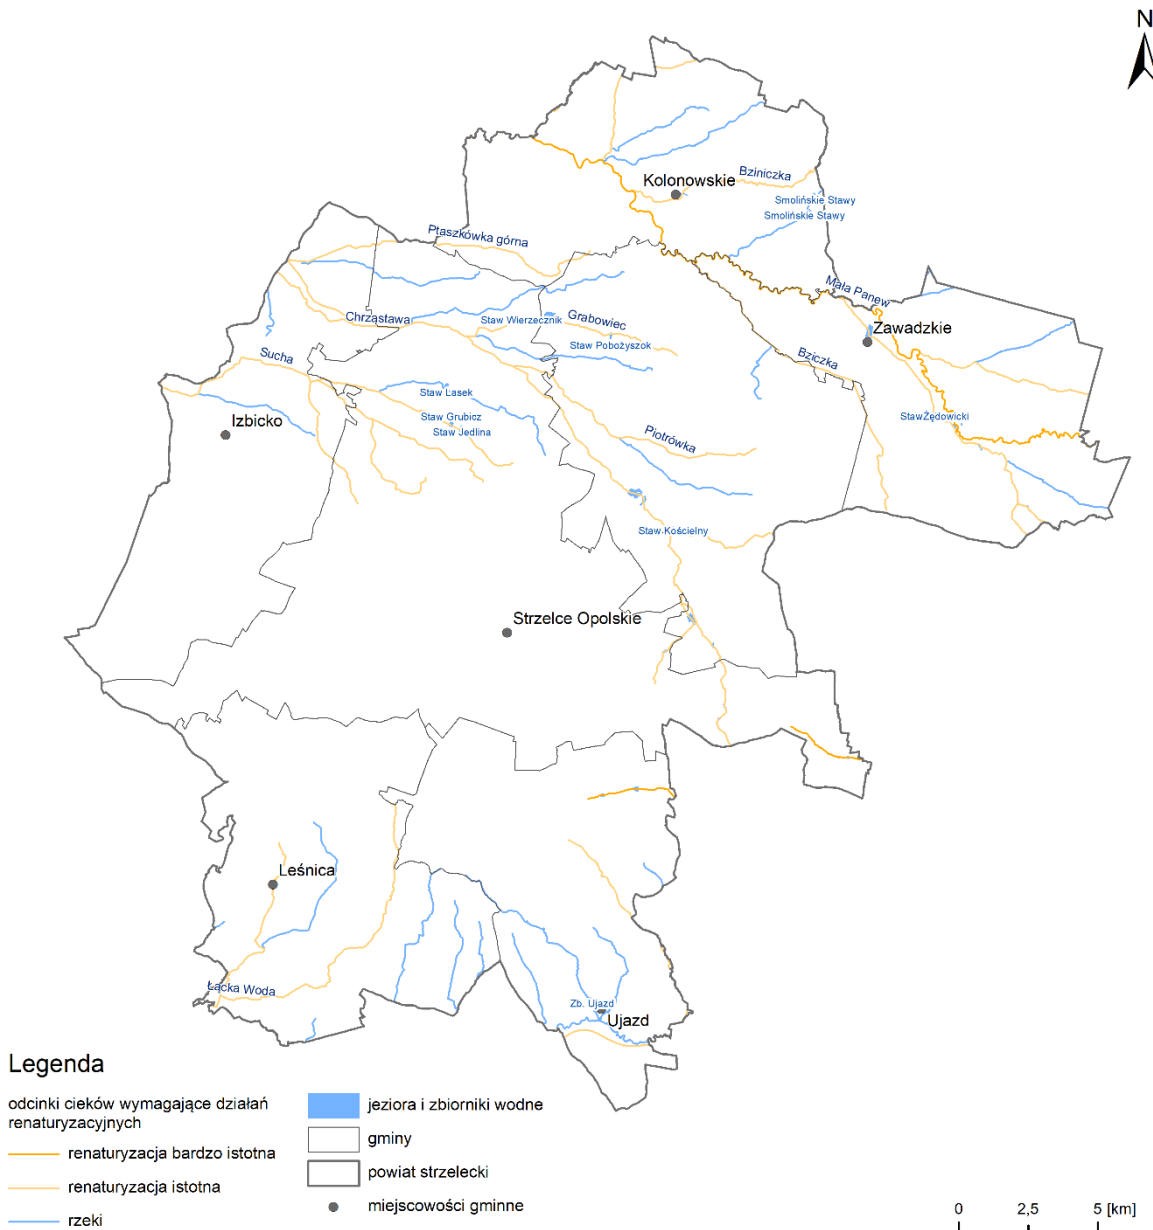 N
Kolonowskie
Bziniczka
Smolińskie Stawy
Smolińskie Stawy
Ptaszkówka górna
Mała Panew
Chrząstawa
Staw Wierzecznik
Grabowiec
Zawadzkie
Staw Pobożyszok
Sucha
Bziczka
Staw Lasek
Izbicko
Staw Grubicz
Staw Jedlina
StawŻędowicki
Piotrówka
Staw Kościelny
Strzelce Opolskie
Leśnica
Łącka Woda
Zb. Ujazd
Ujazd
Legenda
odcinki cieków wymagające działań
renaturyzacyjnych
renaturyzacja bardzo istotna
renaturyzacja istotna
rzeki
jeziora i zbiorniki wodne
gminy
powiat strzelecki
miejscowości gminne
0 2,5 5 [km]